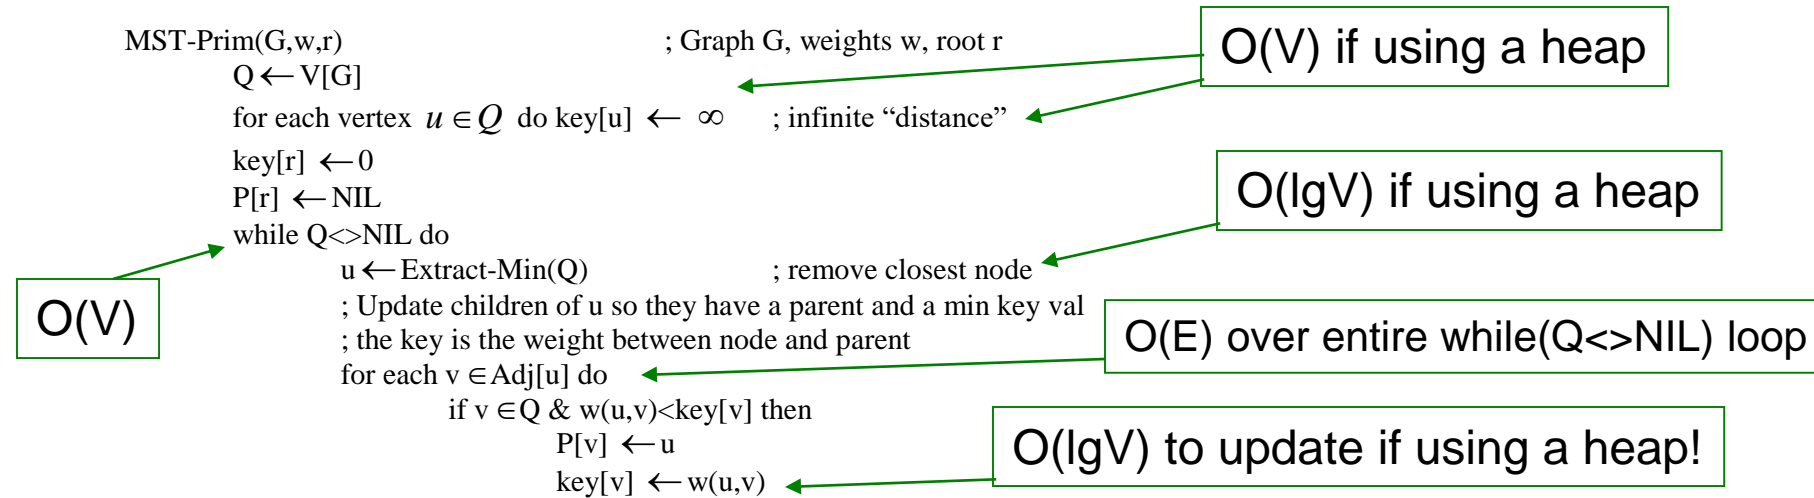 MST-Prim(G,w,r) ; Graph G, weights w, root r
Q ← V[G]
for each vertex u ∈ Q do key[u] ← ∞ ; infinite “distance”
key[r] ← 0
P[r] ← NIL
while Q<>NIL do
u ← Extract-Min(Q) ; remove closest node
; Update children of u so they have a parent and a min key val
; the key is the weight between node and parent
for each v ∈ Adj[u] do
if v ∈ Q & w(u,v)<key[v] then
P[v] ← u
key[v] ← w(u,v)
O(V) if using a heap
O(lgV) if using a heap
O(V)
O(E) over entire while(Q<>NIL) loop
O(lgV) to update if using a heap!